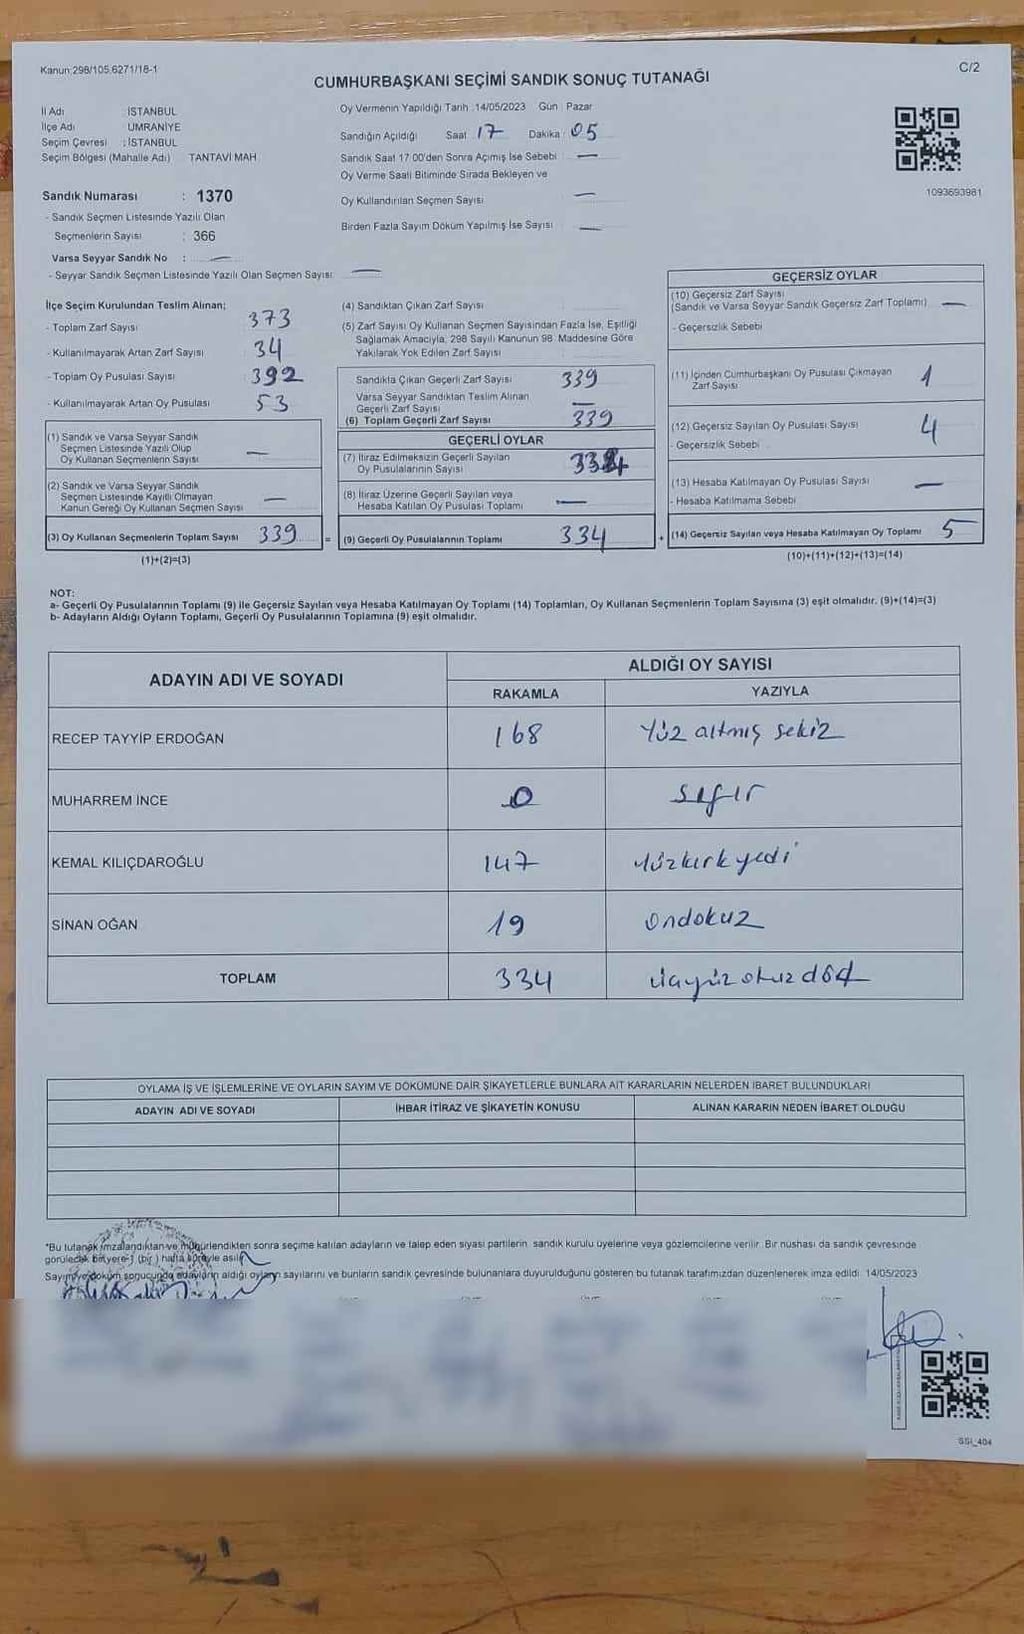 Kanun:298/105,6271/18-1
C/2
CUMHURBAŞKANI SEÇİMİ SANDIK SONUÇ TUTANAĞI
İl Adı : İSTANBUL
İlçe Adı : ÜMRANİYE
Seçim Çevresi : İSTANBUL
Seçim Bölgesi (Mahalle Adı) TANTAVİ MAH.
Sandık Numarası : 1370
- Sandık Seçmen Listesinde Yazılı Olan
Seçmenlerin Sayısı : 366
Varsa Seyyar Sandık No : —
- Seyyar Sandık Seçmen Listesinde Yazılı Olan Seçmen Sayısı: —
Oy Vermenin Yapıldığı Tarih :14/05/2023 Gün : Pazar
Sandığın Açıldığı Saat 17 Dakika : 05
Sandık Saat 17:00'den Sonra Açımış İse Sebebi : —
Oy Verme Saati Bitiminde Sırada Bekleyen ve
Oy Kullandırılan Seçmen Sayısı : —
Birden Fazla Sayım Döküm Yapılmış İse Sayısı : —
1093693981
İlçe Seçim Kurulundan Teslim Alınan;
- Toplam Zarf Sayısı 373
- Kullanılmayarak Artan Zarf Sayısı 34
- Toplam Oy Pusulası Sayısı 392
- Kullanılmayarak Artan Oy Pusulası 53
(1) Sandık ve Varsa Seyyar Sandık
Seçmen Listesinde Yazılı Olup
Oy Kullanan Seçmenlerin Sayısı —
(2) Sandık ve Varsa Seyyar Sandık
Seçmen Listesinde Kayıtlı Olmayan
Kanun Gereği Oy Kullanan Seçmen Sayısı —
(3) Oy Kullanan Seçmenlerin Toplam Sayısı 339
(1)+(2)=(3)
=
(4) Sandıktan Çıkan Zarf Sayısı
(5) Zarf Sayısı Oy Kullanan Seçmen Sayısından Fazla İse, Eşitliği
Sağlamak Amacıyla, 298 Sayılı Kanunun 98. Maddesine Göre
Yakılarak Yok Edilen Zarf Sayısı
Sandıkta Çıkan Geçerli Zarf Sayısı 339
Varsa Seyyar Sandıktan Teslim Alınan
Geçerli Zarf Sayısı —
(6) Toplam Geçerli Zarf Sayısı 339
GEÇERLİ OYLAR
(7) İtiraz Edilmeksizin Geçerli Sayılan
Oy Pusulalarının Sayısı 334
(8) İtiraz Üzerine Geçerli Sayılan veya
Hesaba Katılan Oy Pusulası Toplamı —
(9) Geçerli Oy Pusulalarının Toplamı 334
+
GEÇERSİZ OYLAR
(10) Geçersiz Zarf Sayısı
(Sandık ve Varsa Seyyar Sandık Geçersiz Zarf Toplamı) —
- Geçersizlik Sebebi
(11) İçinden Cumhurbaşkanı Oy Pusulası Çıkmayan
Zarf Sayısı 1
(12) Geçersiz Sayılan Oy Pusulası Sayısı 4
- Geçersizlik Sebebi
(13) Hesaba Katılmayan Oy Pusulası Sayısı —
- Hesaba Katılmama Sebebi
(14) Geçersiz Sayılan veya Hesaba Katılmayan Oy Toplamı 5
(10)+(11)+(12)+(13)=(14)
NOT:
a- Geçerli Oy Pusulalarının Toplamı (9) ile Geçersiz Sayılan veya Hesaba Katılmayan Oy Toplamı (14) Toplamları, Oy Kullanan Seçmenlerin Toplam Sayısına (3) eşit olmalıdır. (9)+(14)=(3)
b- Adayların Aldığı Oyların Toplamı, Geçerli Oy Pusulalarının Toplamına (9) eşit olmalıdır.
ADAYIN ADI VE SOYADI ALDIĞI OY SAYISI
RAKAMLA YAZIYLA
RECEP TAYYİP ERDOĞAN 168 Yüz altmış sekiz
MUHARREM İNCE 0 sıfır
KEMAL KILIÇDAROĞLU 147 Yüzkırkyedi
SİNAN OĞAN 19 Ondokuz
TOPLAM 334 Üçyüz otuz dört
OYLAMA İŞ VE İŞLEMLERİNE VE OYLARIN SAYIM VE DÖKÜMÜNE DAİR ŞİKAYETLERLE BUNLARA AİT KARARLARIN NELERDEN İBARET BULUNDUKLARI
ADAYIN ADI VE SOYADI İHBAR İTİRAZ VE ŞİKAYETİN KONUSU ALINAN KARARIN NEDEN İBARET OLDUĞU
*Bu tutanak imzalandıktan ve mühürlendikten sonra seçime katılan adayların ve talep eden siyasi partilerin sandık kurulu üyelerine veya gözlemcilerine verilir. Bir nüshası da sandık çevresinde
görülecek bir yere 1 (bir) hafta süreyle asılır.
Sayım ve döküm sonucunda adayların aldığı oyların sayılarını ve bunların sandık çevresinde bulunanlara duyurulduğunu gösteren bu tutanak tarafımızdan düzenlenerek imza edildi. 14/05/2023
SSI_404